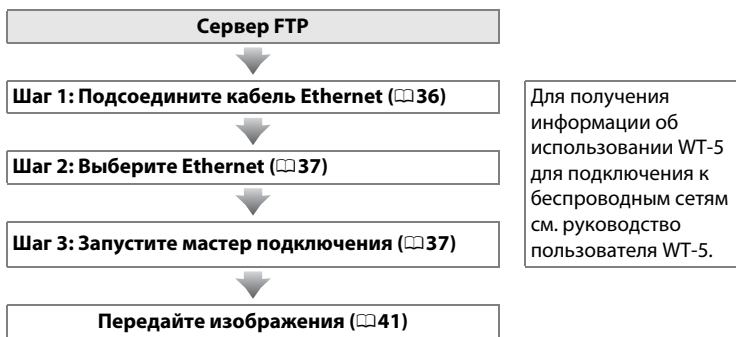 Сервер FTP
Шаг 1: Подсоедините кабель Ethernet (🕮36)
Шаг 2: Выберите Ethernet (🕮37)
Шаг 3: Запустите мастер подключения (🕮37)
Передайте изображения (🕮41)
Для получения
информации об
использовании WT-5
для подключения к
беспроводным сетям
см. руководство
пользователя WT-5.